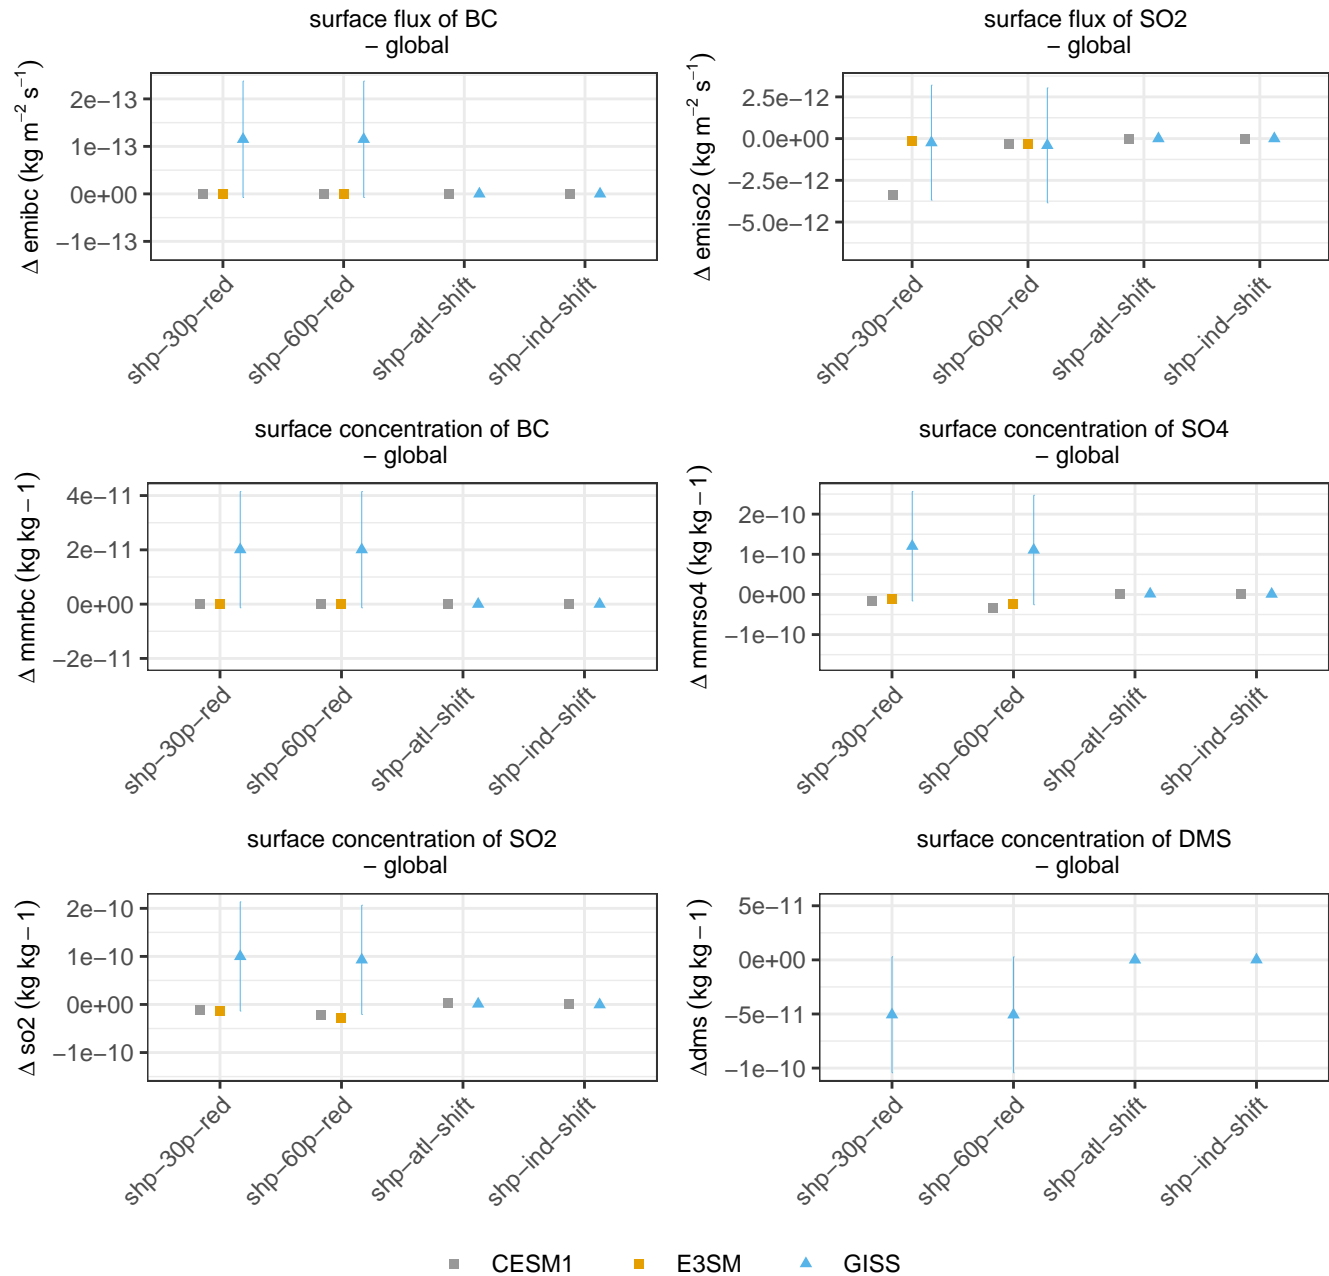 surface flux of BC
– global
Δ emibc (kg m⁻² s⁻¹)
2e−13
1e−13
0e+00
−1e−13
shp−30p−red
shp−60p−red
shp−atl−shift
shp−ind−shift
surface flux of SO2
– global
Δ emiso2 (kg m⁻² s⁻¹)
2.5e−12
0.0e+00
−2.5e−12
−5.0e−12
shp−30p−red
shp−60p−red
shp−atl−shift
shp−ind−shift
surface concentration of BC
– global
Δ mmrbc (kg kg−1)
4e−11
2e−11
0e+00
−2e−11
shp−30p−red
shp−60p−red
shp−atl−shift
shp−ind−shift
surface concentration of SO4
– global
Δ mmrso4 (kg kg−1)
2e−10
1e−10
0e+00
−1e−10
shp−30p−red
shp−60p−red
shp−atl−shift
shp−ind−shift
surface concentration of SO2
– global
Δ so2 (kg kg−1)
2e−10
1e−10
0e+00
−1e−10
shp−30p−red
shp−60p−red
shp−atl−shift
shp−ind−shift
surface concentration of DMS
– global
Δdms (kg kg−1)
5e−11
0e+00
−5e−11
−1e−10
shp−30p−red
shp−60p−red
shp−atl−shift
shp−ind−shift
CESM1 E3SM GISS